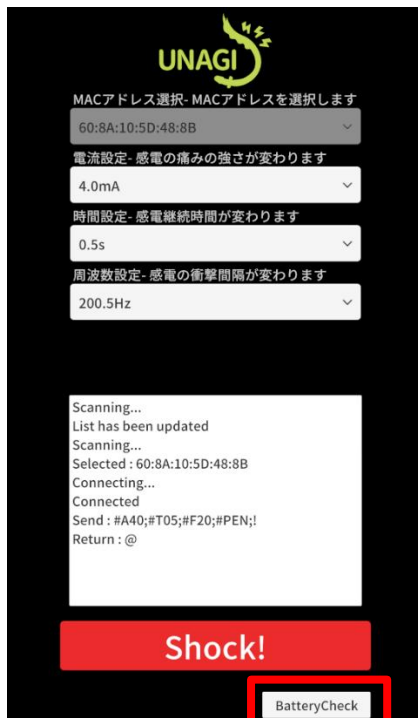 UNAGI
MACアドレス選択- MACアドレスを選択します
60:8A:10:5D:48:8B
電流設定- 感電の痛みの強さが変わります
4.0mA
時間設定- 感電継続時間が変わります
0.5s
周波数設定- 感電の衝撃間隔が変わります
200.5Hz
Scanning...
List has been updated
Scanning...
Selected : 60:8A:10:5D:48:8B
Connecting...
Connected
Send : #A40;#T05;#F20;#PEN;!
Return : @
Shock!
BatteryCheck